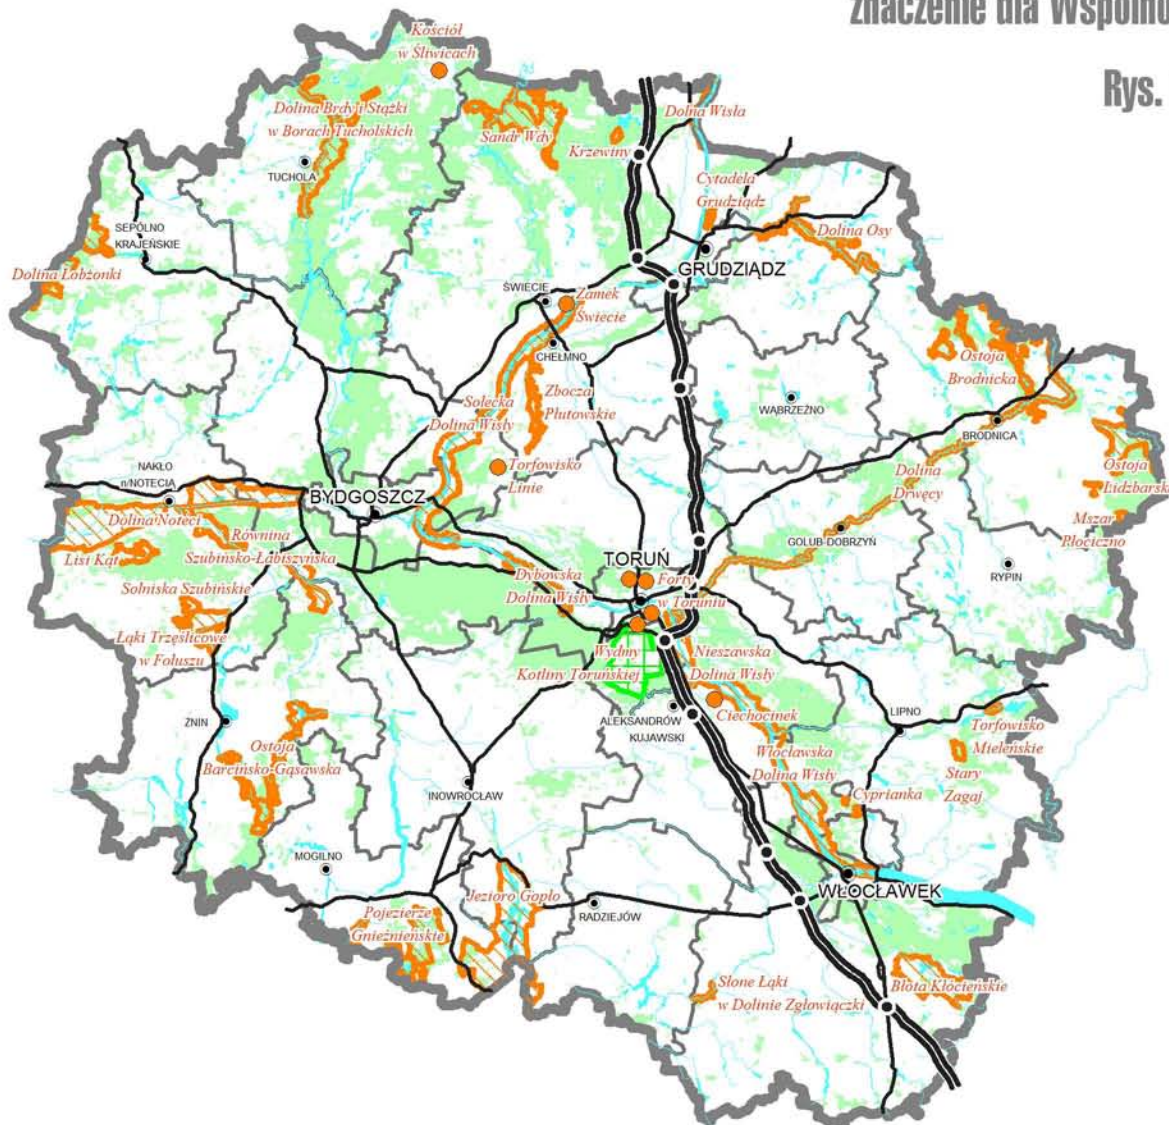 znaczenie dla Wspólno
Rys.
Kościół
w Śliwicach
Dolina Brdy i Stążki
w Borach Tucholskich
TUCHOLA
Sandr Wdy
Krzewiny
Dolna Wisła
Cytadela
Grudziądz
GRUDZIĄDZ
Dolina Osy
SEPÓLNO
KRAJEŃSKIE
Dolina Łobżonki
ŚWIECIE
Zamek
Świecie
CHEŁMNO
Zbocza
Płutowskie
Solecka
Dolina Wisły
WĄBRZEŹNO
Ostoja
Brodnicka
BRODNICA
Torfowisko
Linie
NAKŁO
n/NOTECIĄ
BYDGOSZCZ
Dolina Noteci
Równina
Szubińsko-Łabiszyńska
Lisi Kąt
Solniska Szubińskie
Łąki Trzęślicowe
w Foluszu
Dolina
Drwęcy
Ostoja
Lidzbarsk
Mszar
Płociczno
GOLUB-DOBRZYŃ
RYPIN
TORUŃ
Forty
w Toruniu
Dybowska
Dolina Wisły
Wydmy
Kotliny Toruńskiej
Nieszawska
Dolina Wisły
Ciechocinek
ALEKSANDRÓW
KUJAWSKI
LIPNO
Torfowisko
Mieleńskie
Stary
Zagaj
Włocławska
Dolina Wisły
Cyprianka
ŻNIN
Ostoja
Barcińsko-Gąsawska
INOWROCŁAW
MOGILNO
WŁOCŁAWEK
Jezioro Gopło
RADZIEJÓW
Pojezierze
Gnieźnieńskie
Słone Łąki
w Dolinie Zgłowiączki
Błota Kłócieńskie